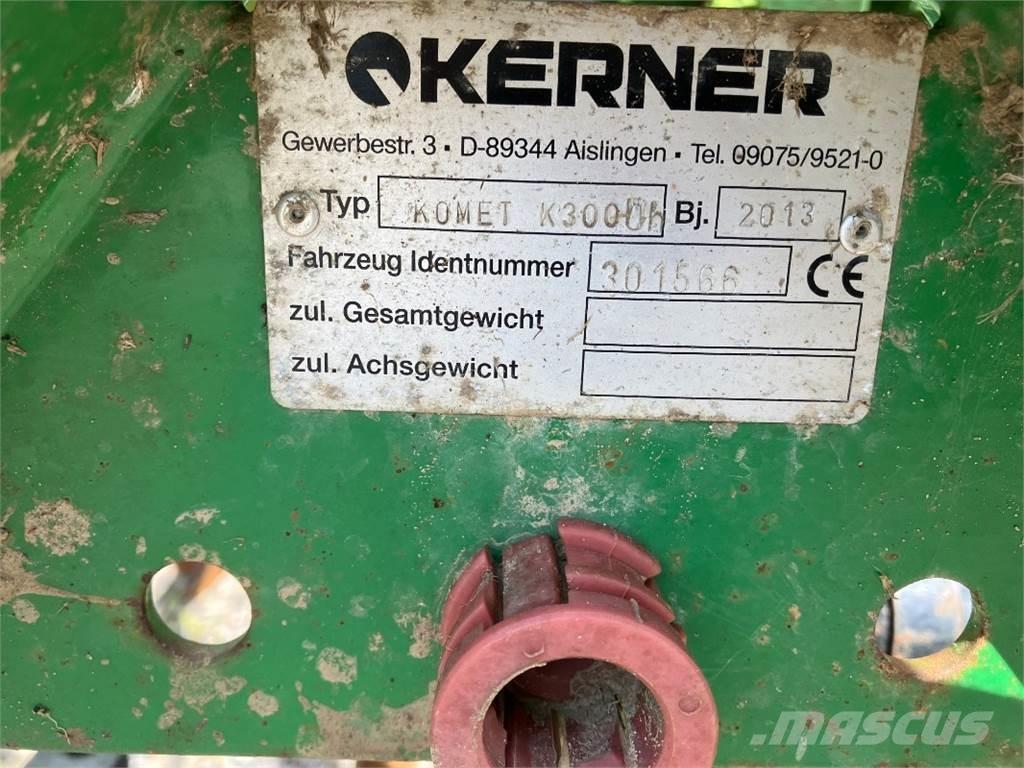 KERNER
Gewerbestr. 3 · D-89344 Aislingen · Tel. 09075/9521-0
Typ KOMET K300Üh Bj. 2013
Fahrzeug Identnummer 301566 CE
zul. Gesamtgewicht
zul. Achsgewicht
MASCUS